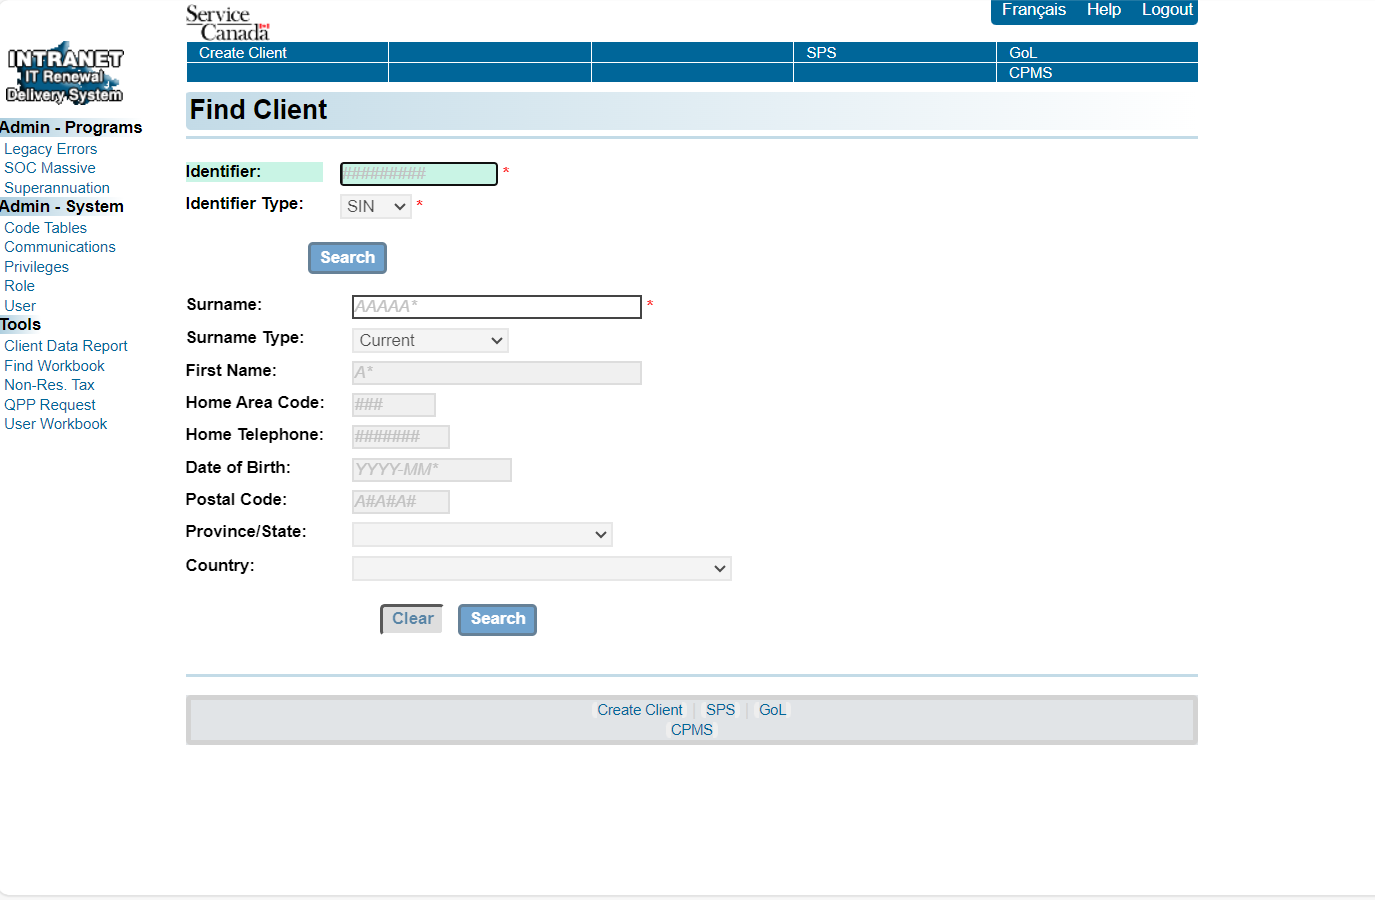 Service
Canada
Français Help Logout
Create Client SPS GoL
CPMS
INTRANET
IT Renewal
Delivery System
Find Client
Admin - Programs
Legacy Errors
SOC Massive
Superannuation
Admin - System
Code Tables
Communications
Privileges
Role
User
Tools
Client Data Report
Find Workbook
Non-Res. Tax
QPP Request
User Workbook
Identifier: ######### *
Identifier Type: SIN *
Search
Surname: AAAAA* *
Surname Type: Current
First Name: A*
Home Area Code: ###
Home Telephone: #######
Date of Birth: YYYY-MM*
Postal Code: A#A#A#
Province/State:
Country:
Clear Search
Create Client | SPS | GoL
CPMS